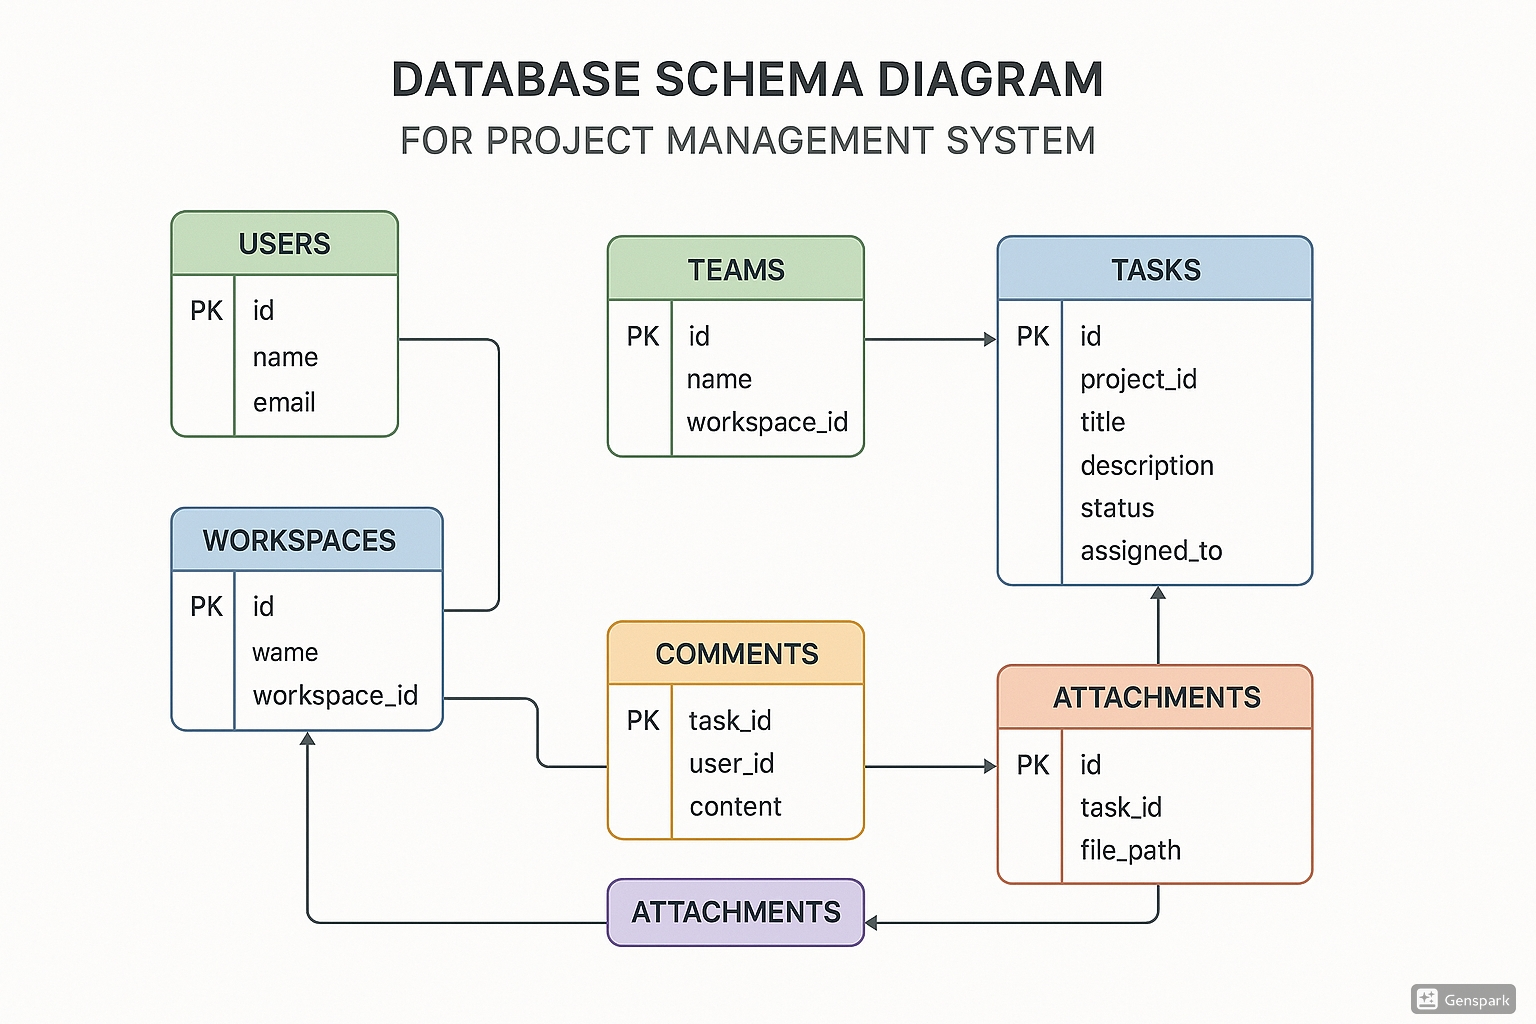 DATABASE SCHEMA DIAGRAM
FOR PROJECT MANAGEMENT SYSTEM
USERS
PK id
name
email
TEAMS
PK id
name
workspace_id
TASKS
PK id
project_id
title
description
status
assigned_to
WORKSPACES
PK id
wame
workspace_id
COMMENTS
PK task_id
user_id
content
ATTACHMENTS
PK id
task_id
file_path
ATTACHMENTS
Genspark